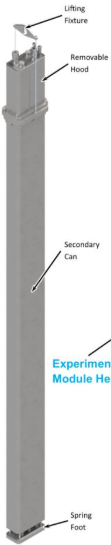 Lifting
Fixture
Removable
Hood
Secondary
Can
Experimen
Module He
Spring
Foot